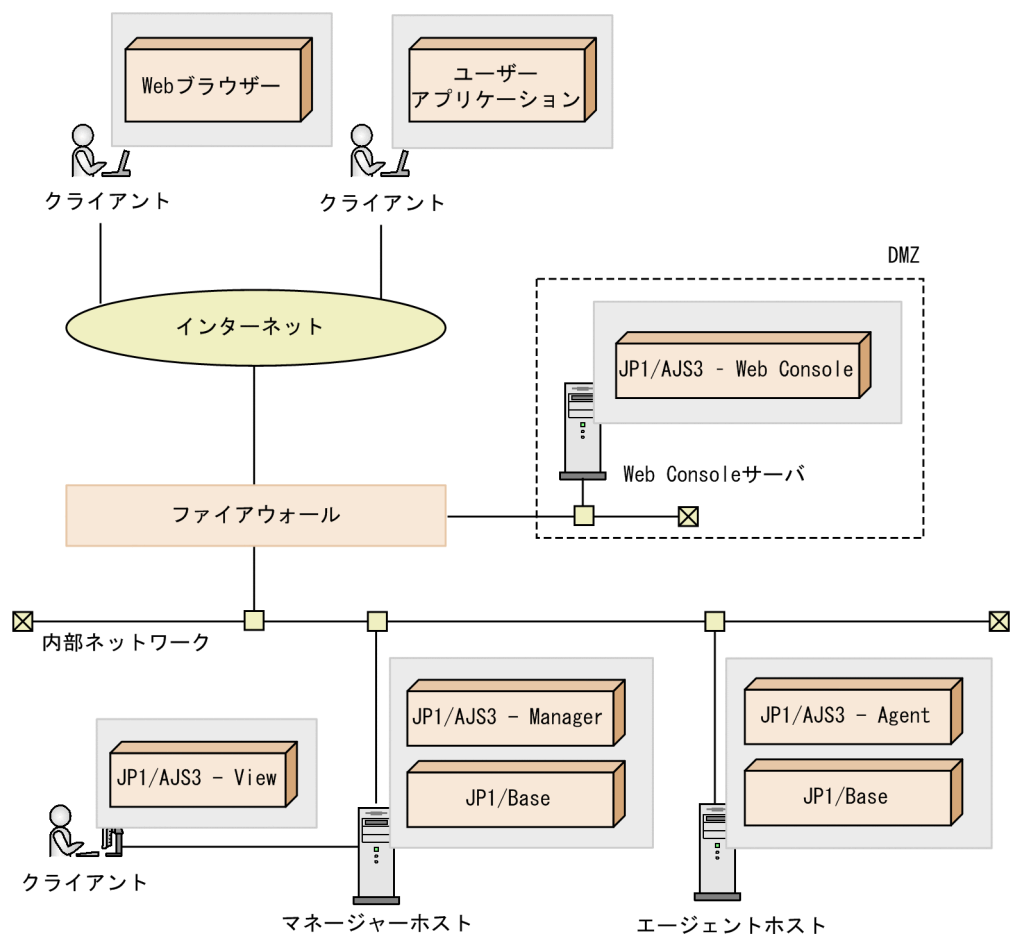 Webブラウザー
ユーザー
アプリケーション
クライアント
クライアント
DMZ
インターネット
JP1/AJS3 - Web Console
Web Consoleサーバ
ファイアウォール
内部ネットワーク
JP1/AJS3 - Manager
JP1/AJS3 - Agent
JP1/AJS3 - View
JP1/Base
JP1/Base
クライアント
マネージャーホスト
エージェントホスト